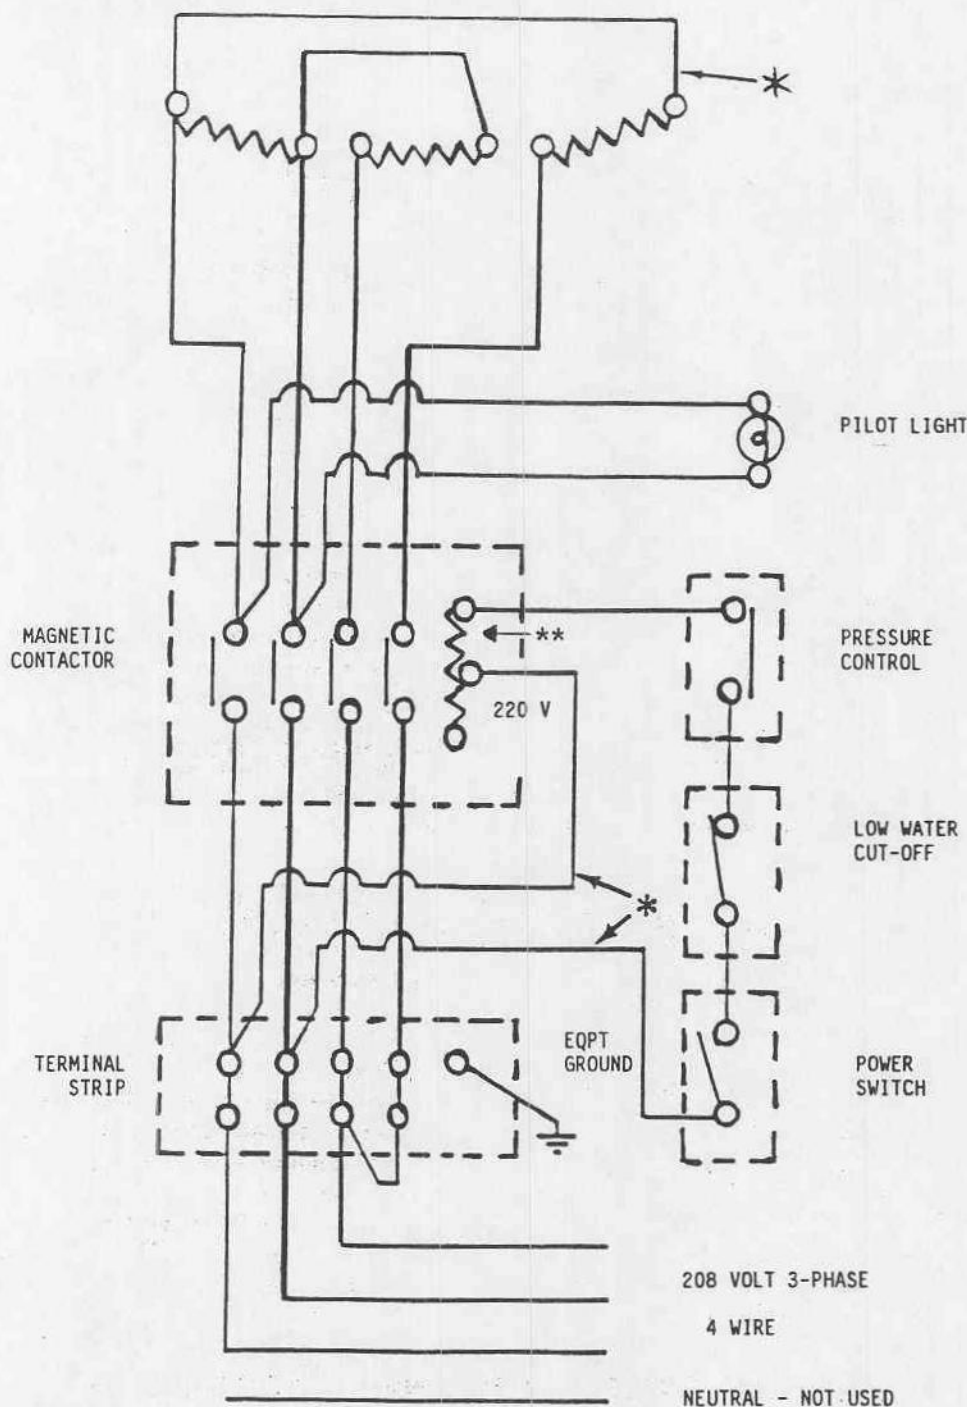 *
PILOT LIGHT
MAGNETIC
CONTACTOR
**
220 V
PRESSURE
CONTROL
LOW WATER
CUT-OFF
*
TERMINAL
STRIP
EQPT
GROUND
POWER
SWITCH
208 VOLT 3-PHASE
4 WIRE
NEUTRAL - NOT USED